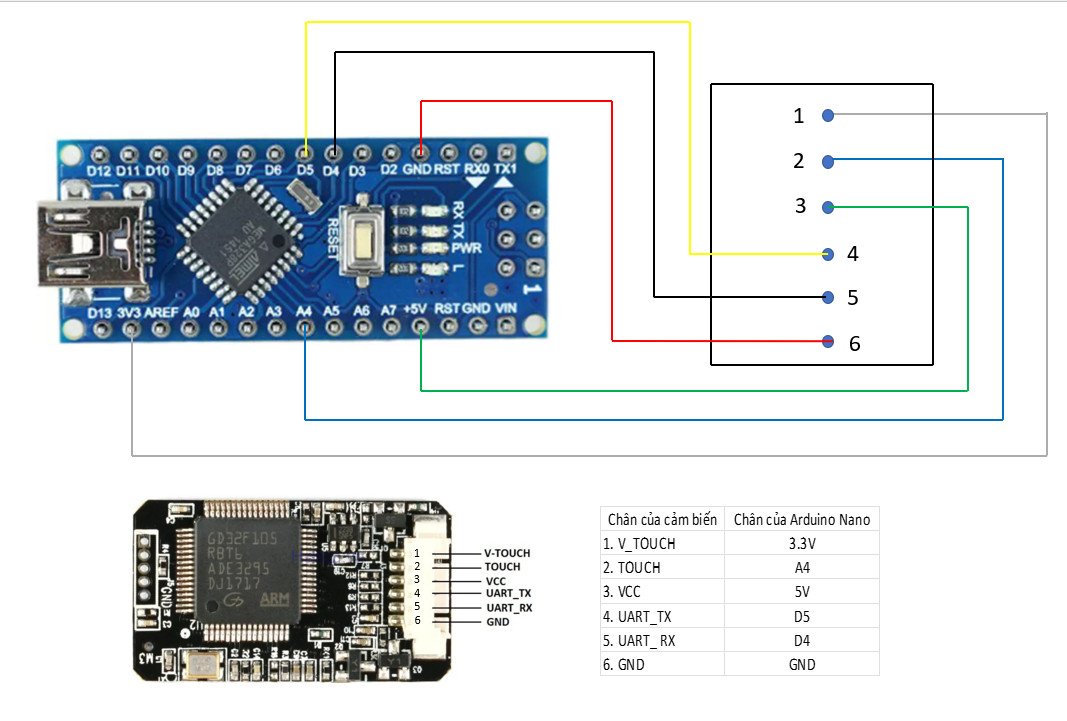 D12 D11 D10 D9 D8 D7 D6 D5 D4 D3 D2 GND RST RX0 TX1
RESET
RX
TX
PWR
L
1
D13 3V3 AREF A0 A1 A2 A3 A4 A5 A6 A7 +5V RST GND VIN
1
2
3
4
5
6
GD32F105
RBT6
ADE3295
DJ1717
ARM
GND
U2
M3
1 V-TOUCH
2 TOUCH
3 VCC
4 UART_TX
5 UART_RX
6 GND
Chân của cảm biến Chân của Arduino Nano
1. V_TOUCH 3.3V
2. TOUCH A4
3. VCC 5V
4. UART_TX D5
5. UART_ RX D4
6. GND GND